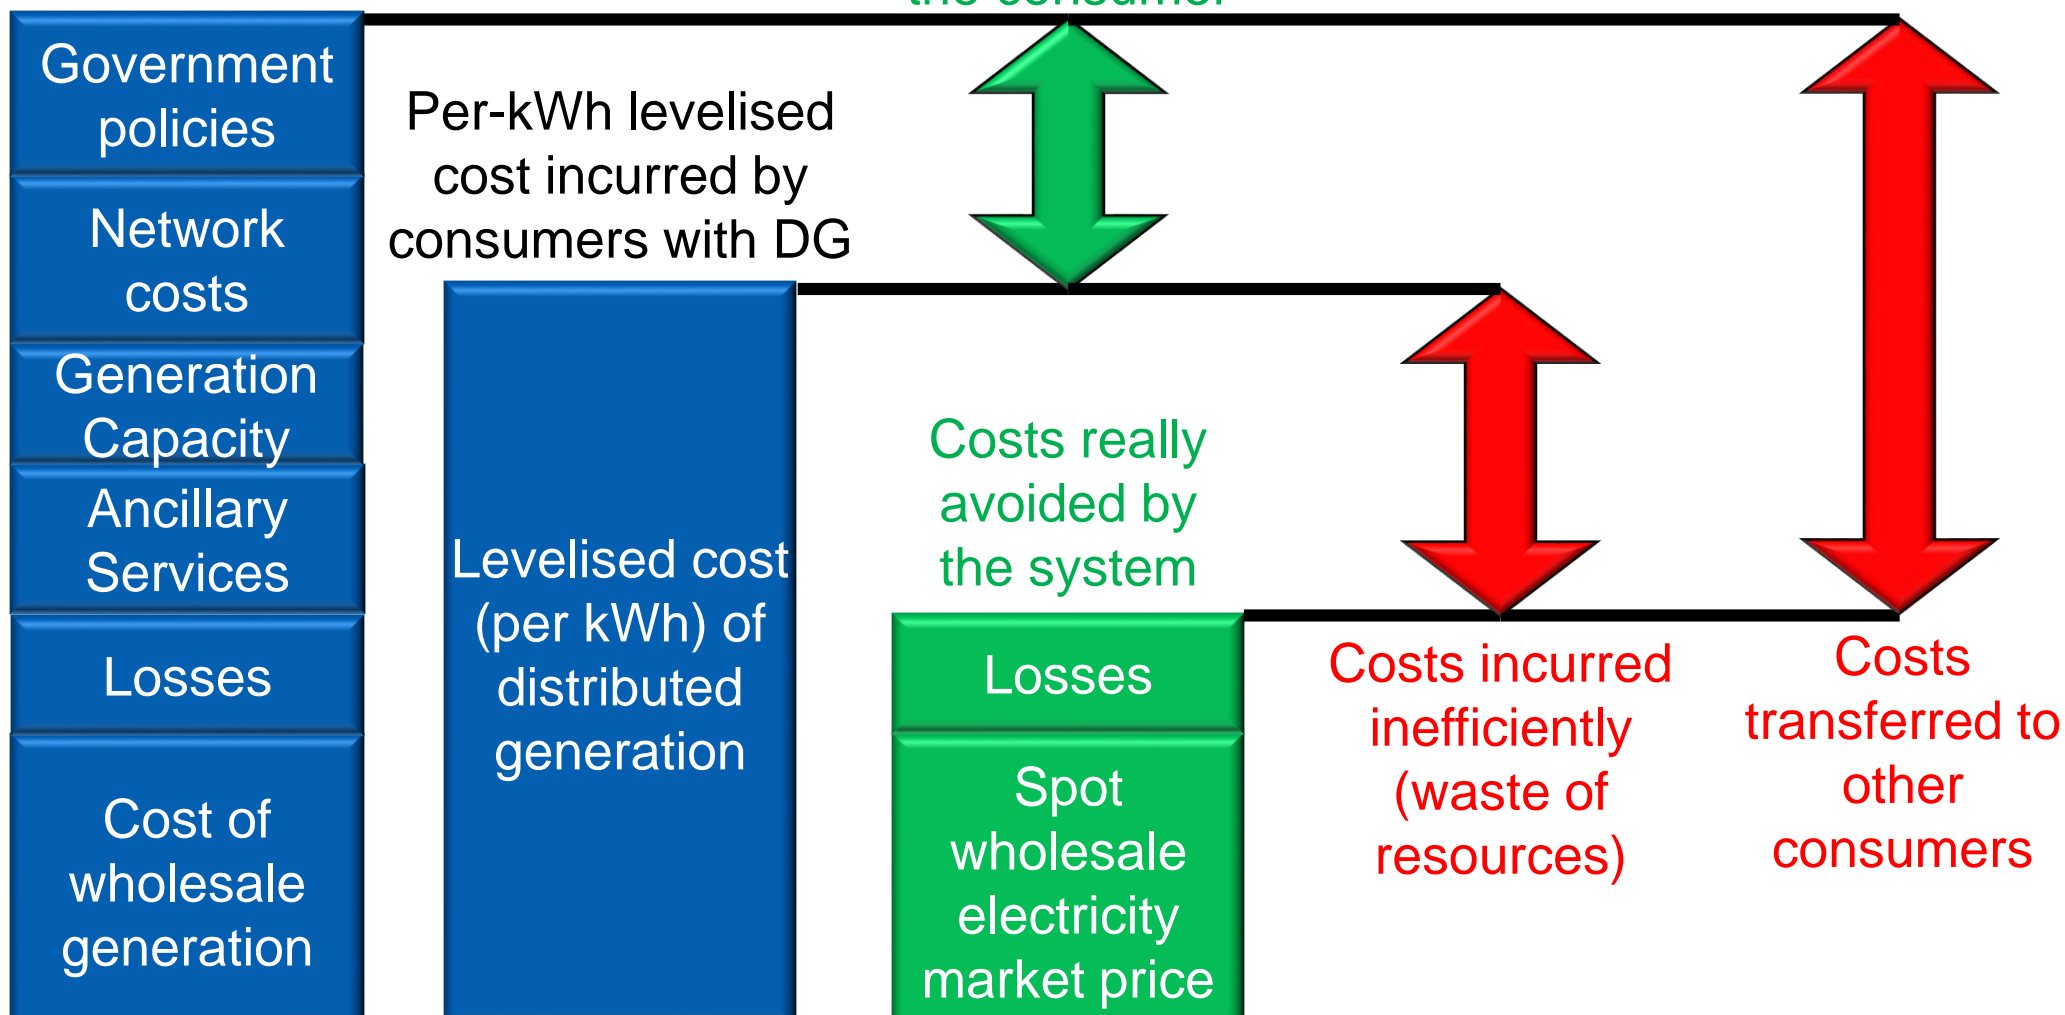 the consumer
Government
policies
Network
costs
Generation
Capacity
Ancillary
Services
Losses
Cost of
wholesale
generation
Per-kWh levelised
cost incurred by
consumers with DG
Levelised cost
(per kWh) of
distributed
generation
Costs really
avoided by
the system
Losses
Spot
wholesale
electricity
market price
Costs incurred
inefficiently
(waste of
resources)
Costs
transferred to
other
consumers